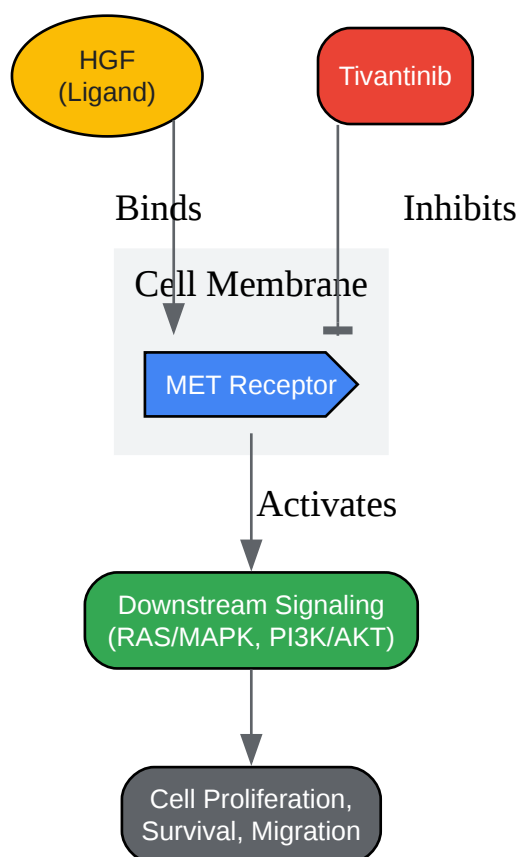 HGF
(Ligand)
Tivantinib
Binds
Inhibits
Cell Membrane
MET Receptor
Activates
Downstream Signaling
(RAS/MAPK, PI3K/AKT)
Cell Proliferation,
Survival, Migration